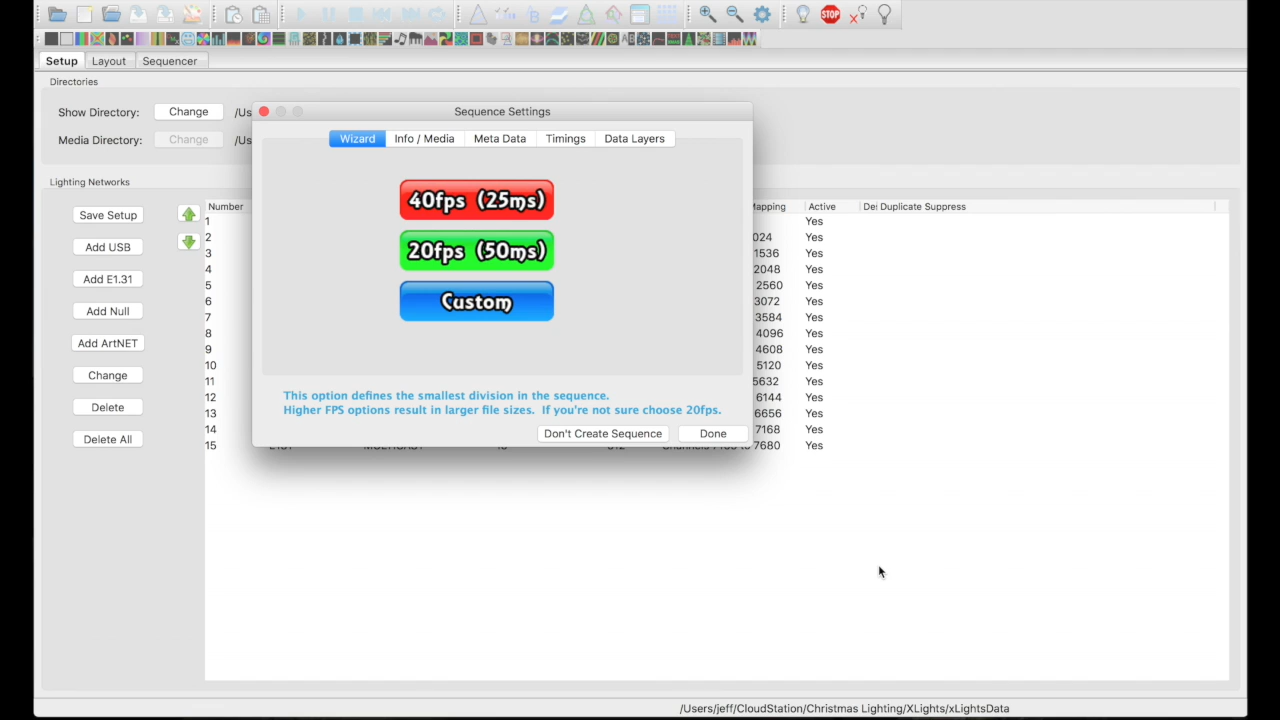 STOP
Setup Layout Sequencer
Directories
Show Directory: Change /Us
Media Directory: Change /Us
Sequence Settings
Wizard Info / Media Meta Data Timings Data Layers
40fps (25ms)
20fps (50ms)
Custom
This option defines the smallest division in the sequence.
Higher FPS options result in larger file sizes. If you're not sure choose 20fps.
Don't Create Sequence Done
Lighting Networks
Save Setup
Add USB
Add E1.31
Add Null
Add ArtNET
Change
Delete
Delete All
Number Mapping Active De Duplicate Suppress
1 Yes
2 024 Yes
3 1536 Yes
4 2048 Yes
5 2560 Yes
6 3072 Yes
7 3584 Yes
8 4096 Yes
9 4608 Yes
10 5120 Yes
11 5632 Yes
12 6144 Yes
13 6656 Yes
14 7168 Yes
15 7680 Yes
/Users/jeff/CloudStation/Christmas Lighting/XLights/xLightsData